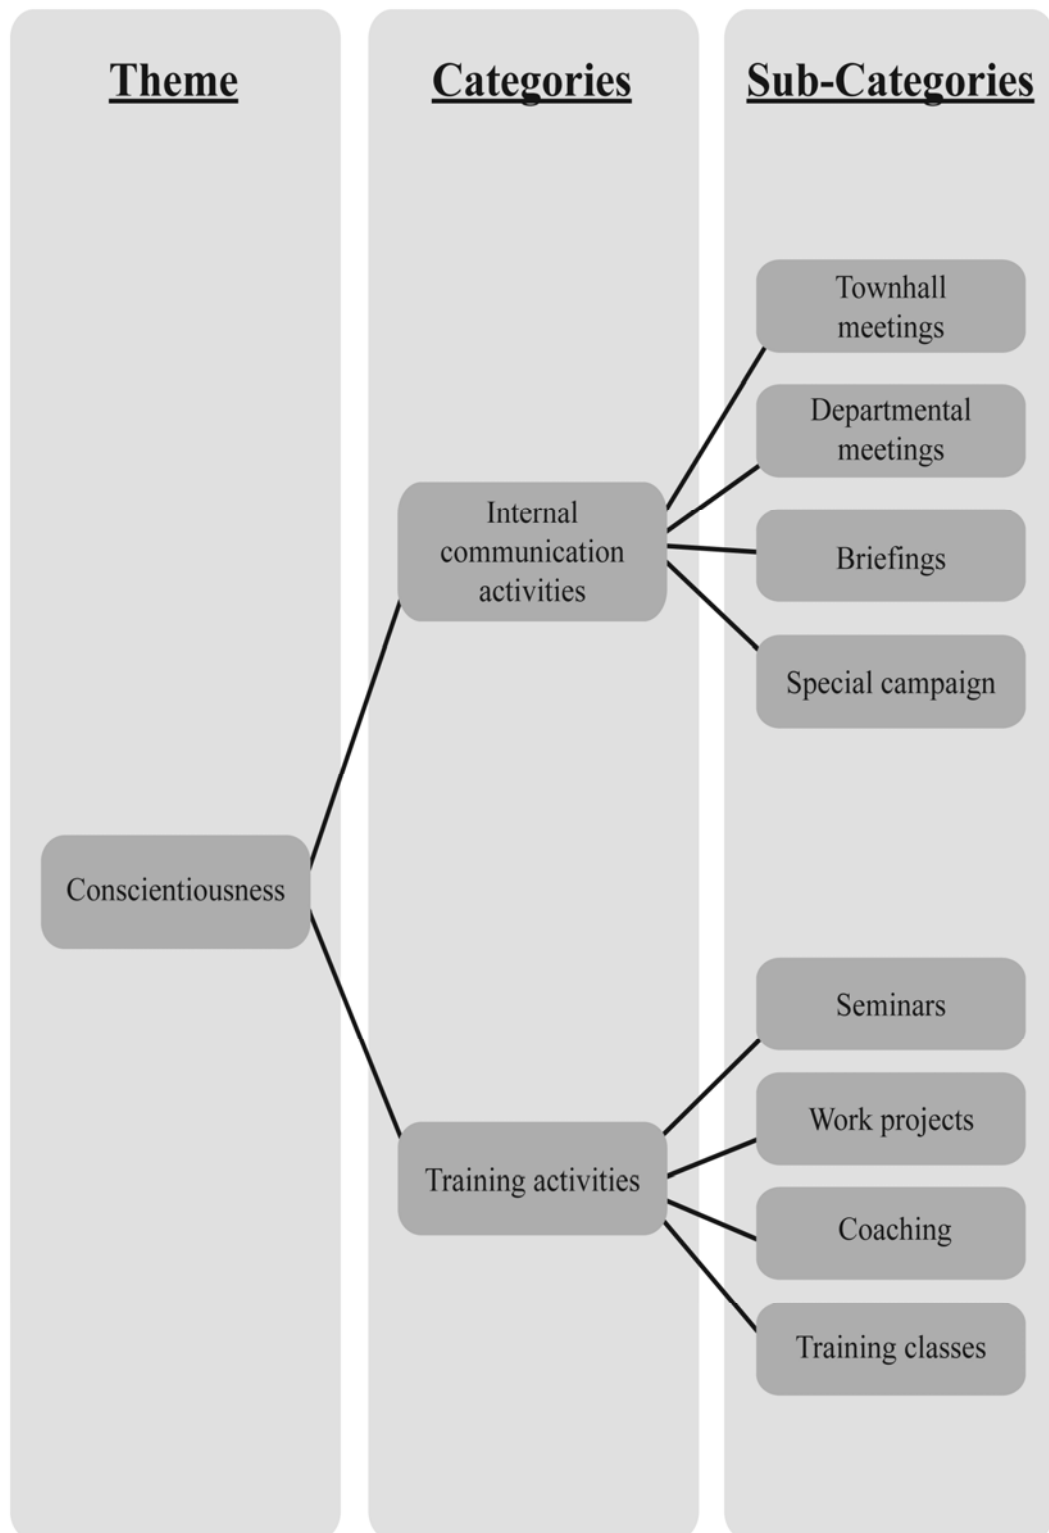 Theme
Categories
Sub-Categories
Townhall
meetings
Departmental
meetings
Internal
communication
activities
Briefings
Special campaign
Conscientiousness
Seminars
Work projects
Training activities
Coaching
Training classes